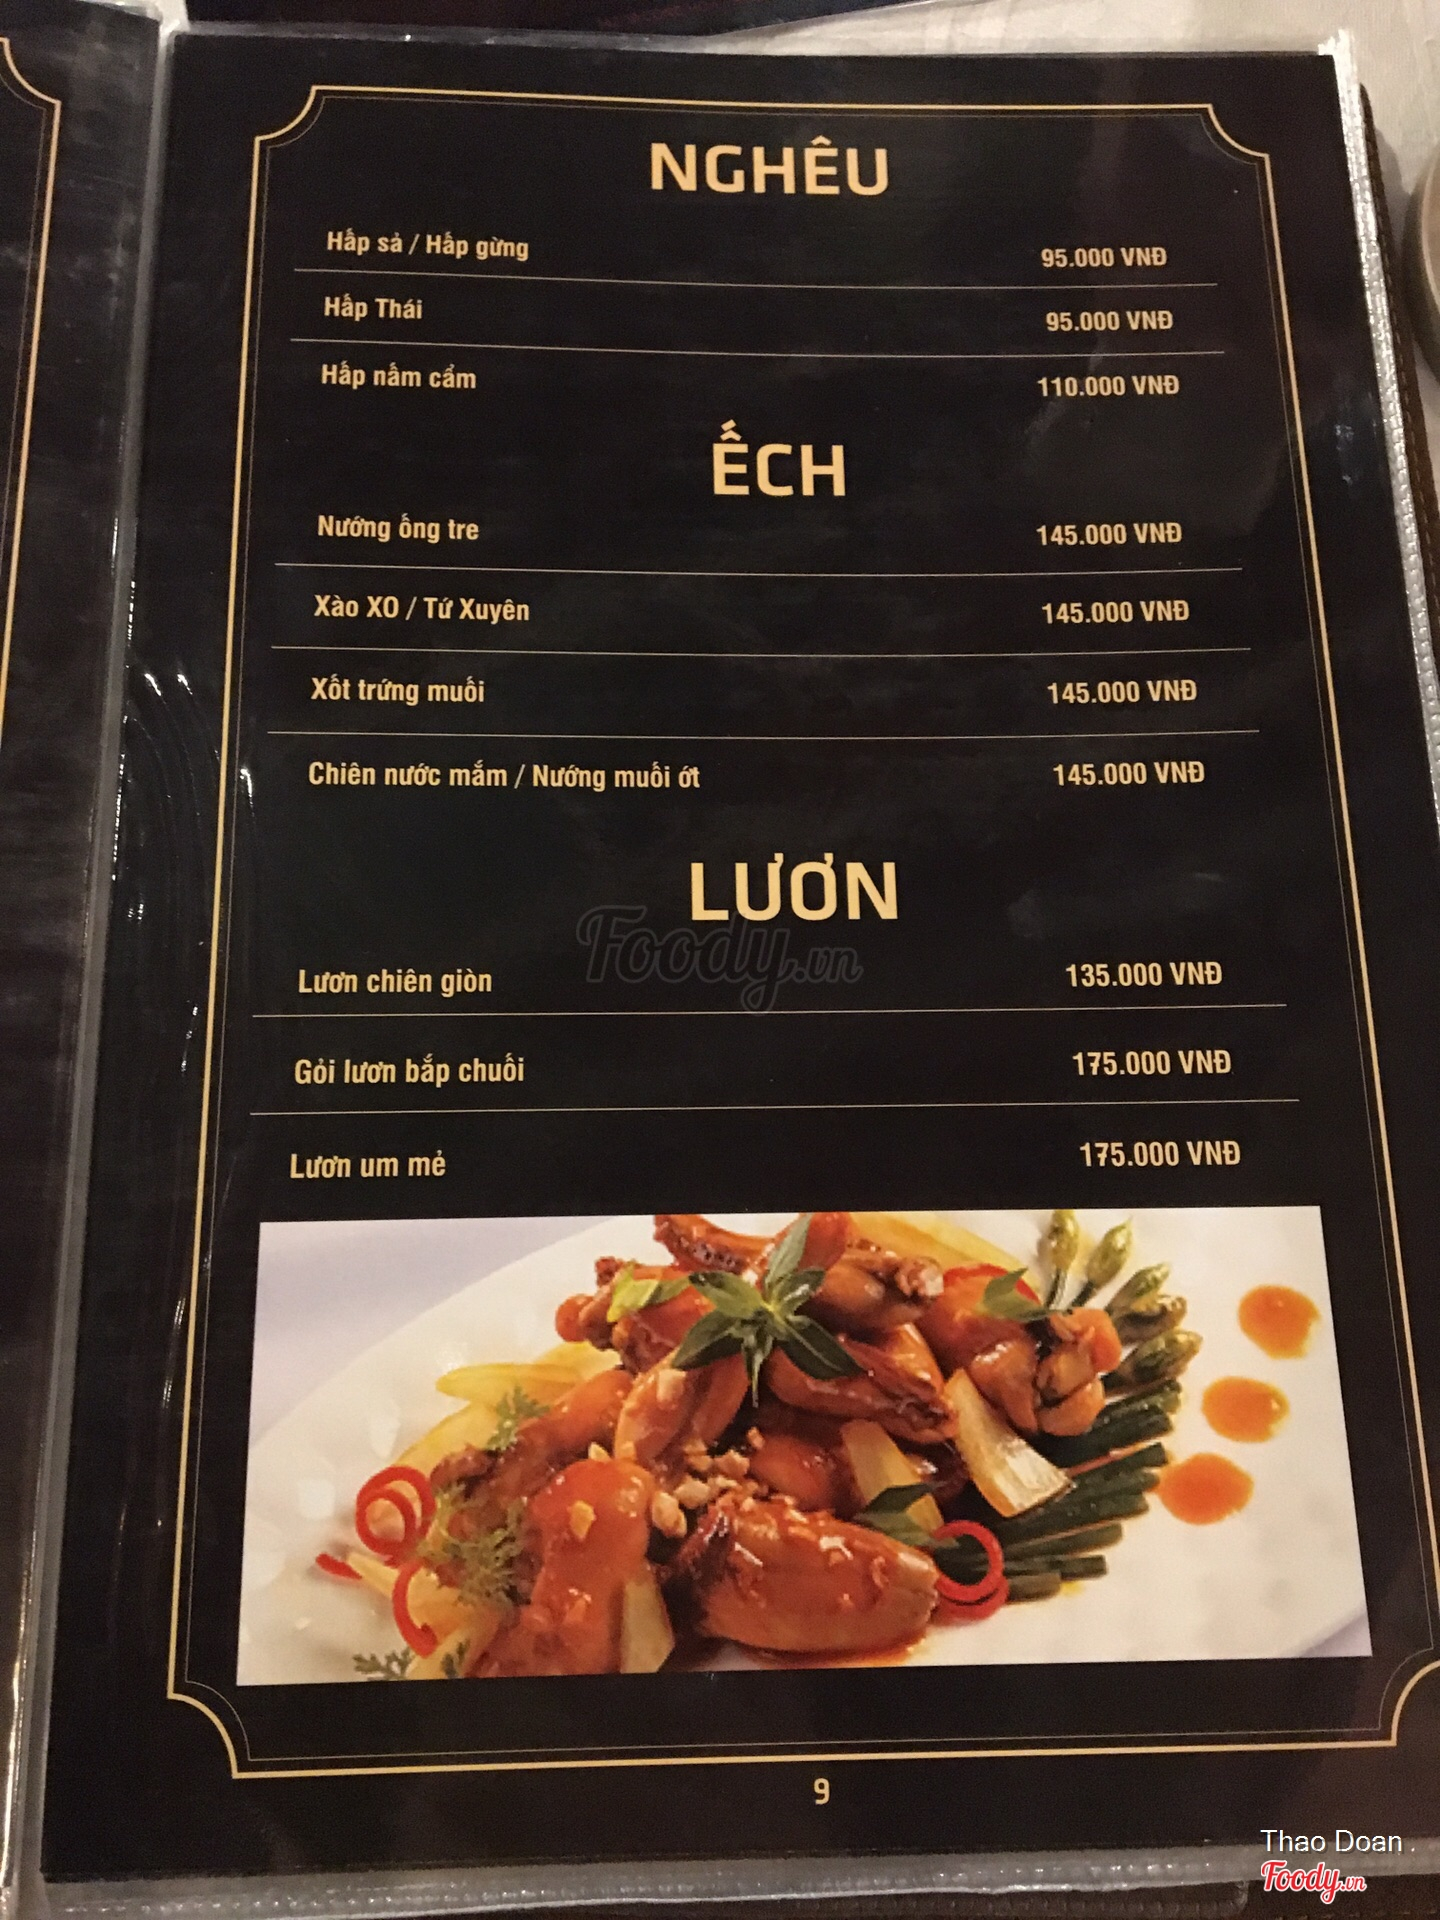 NGHÊU
Hấp sả / Hấp gừng 95.000 VNĐ
Hấp Thái 95.000 VNĐ
Hấp nấm cẩm 110.000 VNĐ
ẾCH
Nướng ống tre 145.000 VNĐ
Xào XO / Tứ Xuyên 145.000 VNĐ
Xốt trứng muối 145.000 VNĐ
Chiên nước mắm / Nướng muối ớt 145.000 VNĐ
LƯƠN
Foody.vn
Lươn chiên giòn 135.000 VNĐ
Gỏi lươn bắp chuối 175.000 VNĐ
Lươn um mẻ 175.000 VNĐ
9
Thao Doan
Foody.vn